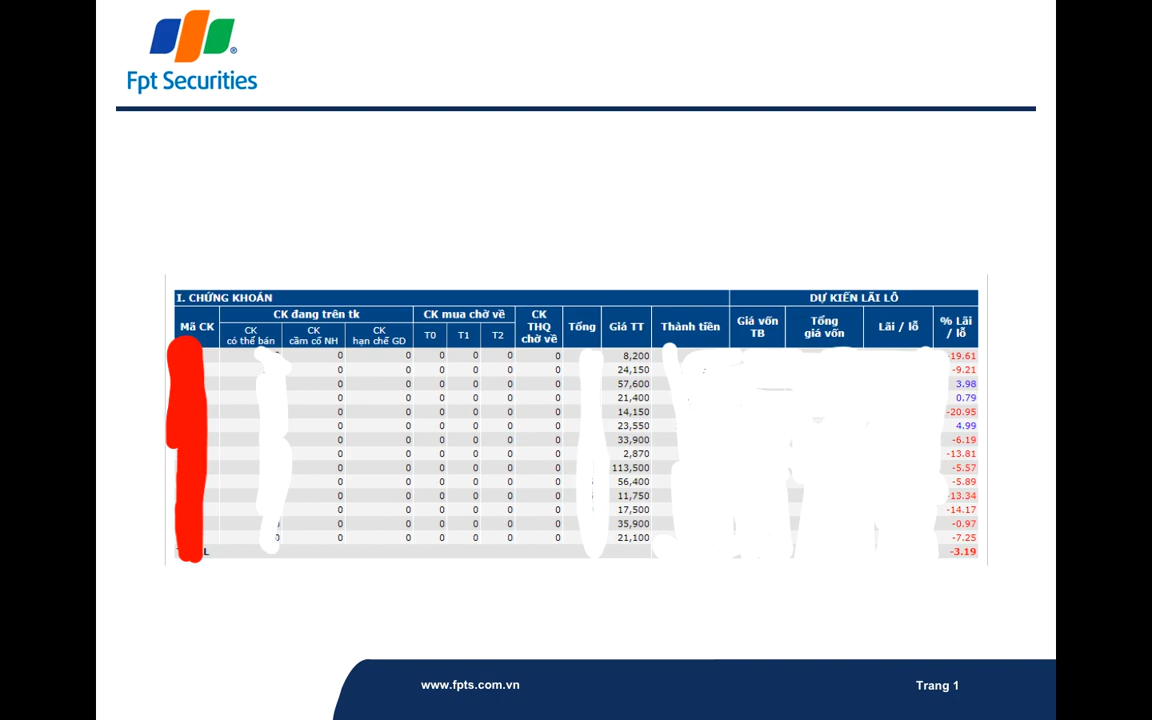 Fpt Securities
I. CHỨNG KHOÁN DỰ KIẾN LÃI LỖ
Mã CK CK đang trên tk CK mua chờ về CK THQ chờ về Tổng Giá TT Thành tiền Giá vốn TB Tổng giá vốn Lãi / lỗ % Lãi / lỗ
CK có thể bán CK cầm cố NH CK hạn chế GD T0 T1 T2
0 0 0 0 0 0 8,200 -19.61
0 0 0 0 0 0 24,150 -9.21
0 0 0 0 0 0 57,600 3.98
0 0 0 0 0 0 21,400 0.79
0 0 0 0 0 0 14,150 -20.95
0 0 0 0 0 0 23,550 4.99
0 0 0 0 0 0 33,900 -6.19
0 0 0 0 0 0 2,870 -13.81
0 0 0 0 0 0 113,500 -5.57
0 0 0 0 0 0 56,400 -5.89
0 0 0 0 0 0 11,750 -13.34
0 0 0 0 0 0 17,500 -14.17
0 0 0 0 0 0 35,900 -0.97
0 0 0 0 0 0 21,100 -7.25
-3.19
www.fpts.com.vn Trang 1